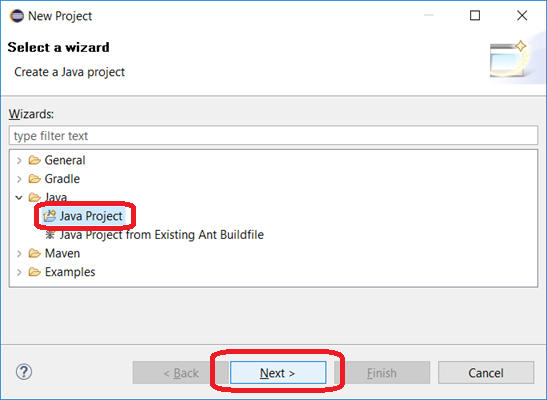 New Project
Select a wizard
Create a Java project
Wizards:
type filter text
General
Gradle
Java
Java Project
Java Project from Existing Ant Buildfile
Maven
Examples
? < Back Next > Finish Cancel